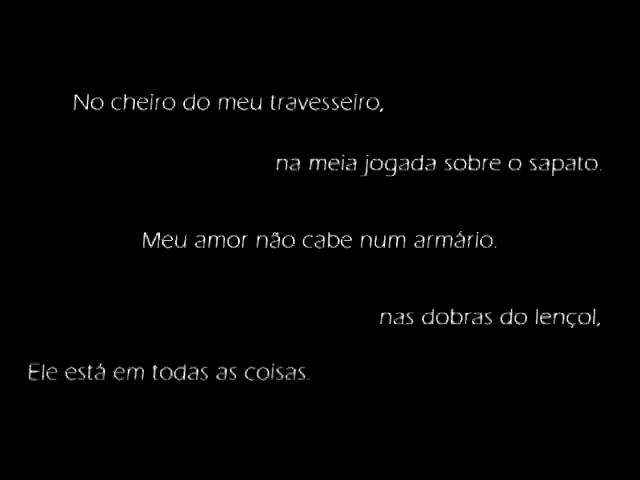 No cheiro do meu travesseiro,
na meia jogada sobre o sapato.
Meu amor não cabe num armário.
nas dobras do lençol,
Ele está em todas as coisas.